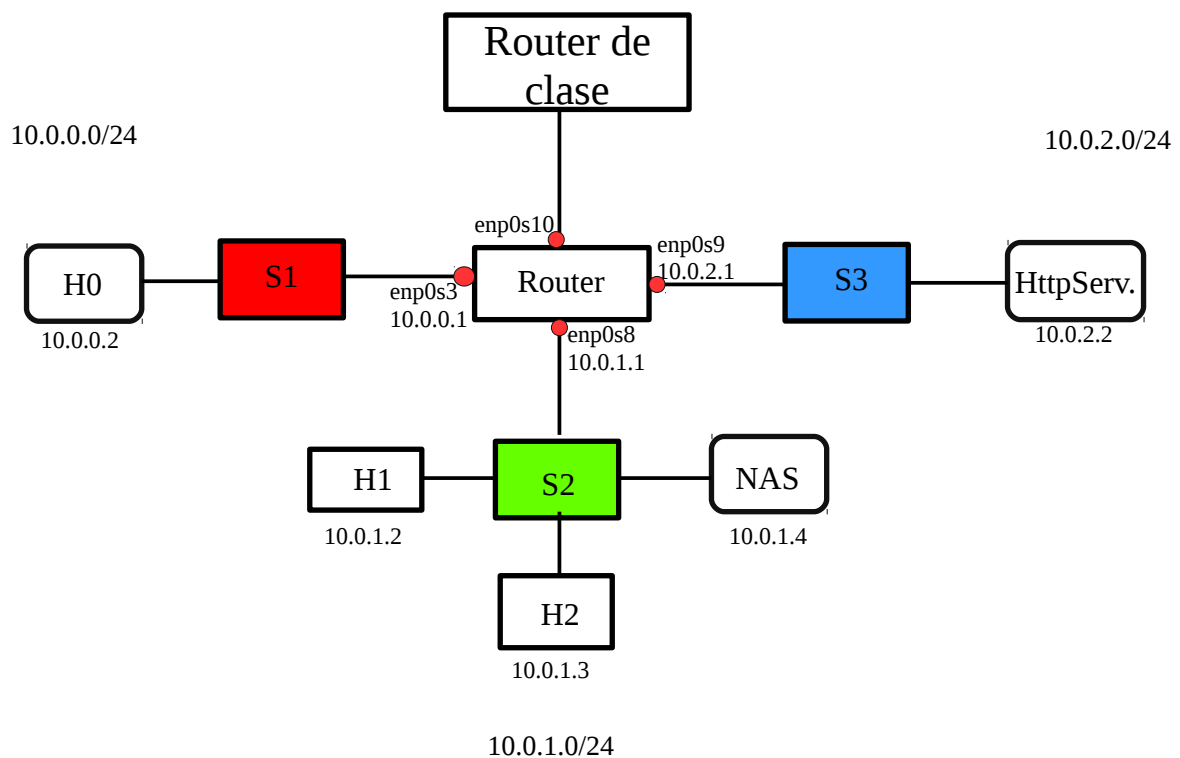 Router de
clase
10.0.0.0/24
10.0.2.0/24
enp0s10
enp0s9
10.0.2.1
H0
S1
Router
S3
HttpServ.
enp0s3
10.0.0.1
10.0.0.2
10.0.2.2
enp0s8
10.0.1.1
H1
S2
NAS
10.0.1.2
10.0.1.4
H2
10.0.1.3
10.0.1.0/24